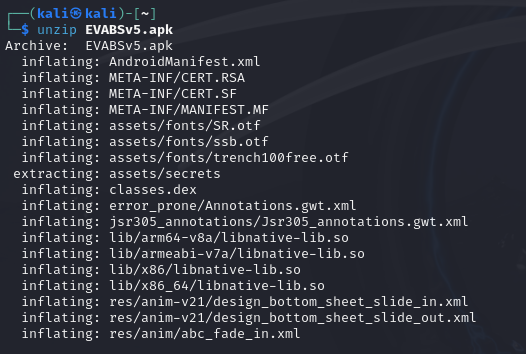 ┌──(kali㉿kali)-[~]
└─$ unzip EVABSv5.apk
Archive:  EVABSv5.apk
  inflating: AndroidManifest.xml
  inflating: META-INF/CERT.RSA
  inflating: META-INF/CERT.SF
  inflating: META-INF/MANIFEST.MF
  inflating: assets/fonts/SR.otf
  inflating: assets/fonts/ssb.otf
  inflating: assets/fonts/trench100free.otf
 extracting: assets/secrets
  inflating: classes.dex
  inflating: error_prone/Annotations.gwt.xml
  inflating: jsr305_annotations/Jsr305_annotations.gwt.xml
  inflating: lib/arm64-v8a/libnative-lib.so
  inflating: lib/armeabi-v7a/libnative-lib.so
  inflating: lib/x86/libnative-lib.so
  inflating: lib/x86_64/libnative-lib.so
  inflating: res/anim-v21/design_bottom_sheet_slide_in.xml
  inflating: res/anim-v21/design_bottom_sheet_slide_out.xml
  inflating: res/anim/abc_fade_in.xml